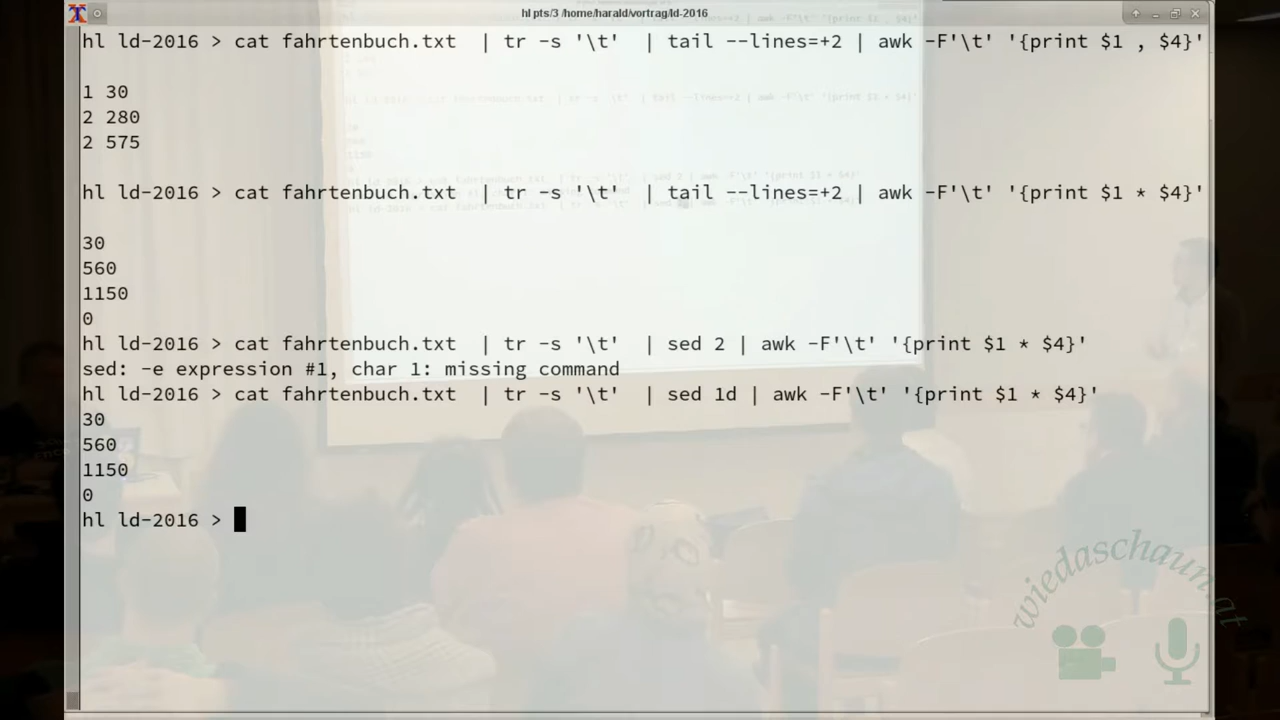 hl pts/3 /home/harald/vortrag/ld-2016
hl ld-2016 > cat fahrtenbuch.txt  | tr -s '\t'  | tail --lines=+2 | awk -F'\t' '{print $1 , $4}'
1 30
2 280
2 575
hl ld-2016 > cat fahrtenbuch.txt  | tr -s '\t'  | tail --lines=+2 | awk -F'\t' '{print $1 * $4}'
30
560
1150
0
hl ld-2016 > cat fahrtenbuch.txt  | tr -s '\t'  | sed 2 | awk -F'\t' '{print $1 * $4}'
sed: -e expression #1, char 1: missing command
hl ld-2016 > cat fahrtenbuch.txt  | tr -s '\t'  | sed 1d | awk -F'\t' '{print $1 * $4}'
30
560
1150
0
hl ld-2016 >
wiedaschaun.at